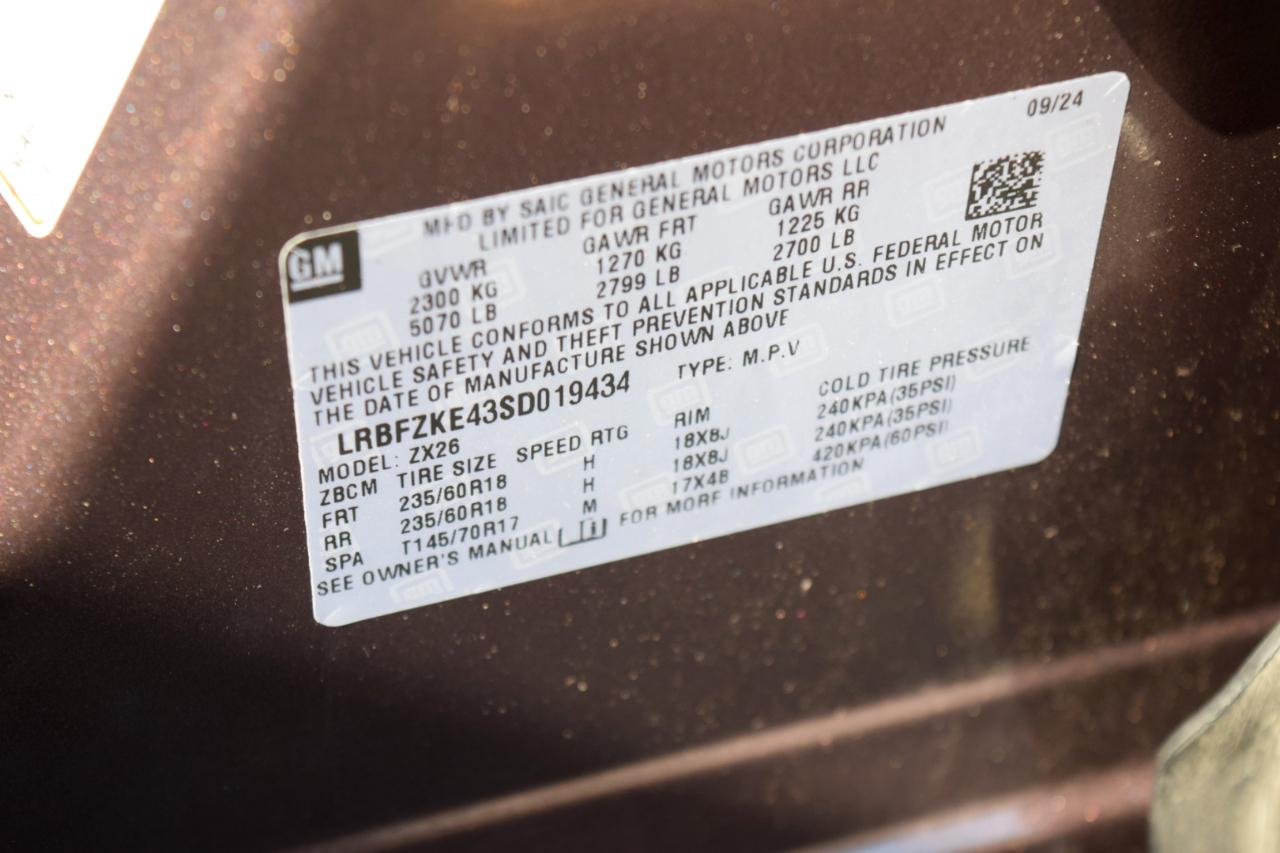 09/24
MFD BY SAIC GENERAL MOTORS CORPORATION
LIMITED FOR GENERAL MOTORS LLC
GM
GVWR GAWR FRT GAWR RR
2300 KG 1270 KG 1225 KG
5070 LB 2799 LB 2700 LB
THIS VEHICLE CONFORMS TO ALL APPLICABLE U.S. FEDERAL MOTOR
VEHICLE SAFETY AND THEFT PREVENTION STANDARDS IN EFFECT ON
THE DATE OF MANUFACTURE SHOWN ABOVE
LRBFZKE43SD019434 TYPE: M.P.V
MODEL: ZX26
ZBCM TIRE SIZE SPEED RTG RIM COLD TIRE PRESSURE
FRT 235/60R18 H 18X8J 240KPA(35PSI)
RR 235/60R18 H 18X8J 240KPA(35PSI)
SPA T145/70R17 M 17X4B 420KPA(60PSI)
SEE OWNER'S MANUAL FOR MORE INFORMATION